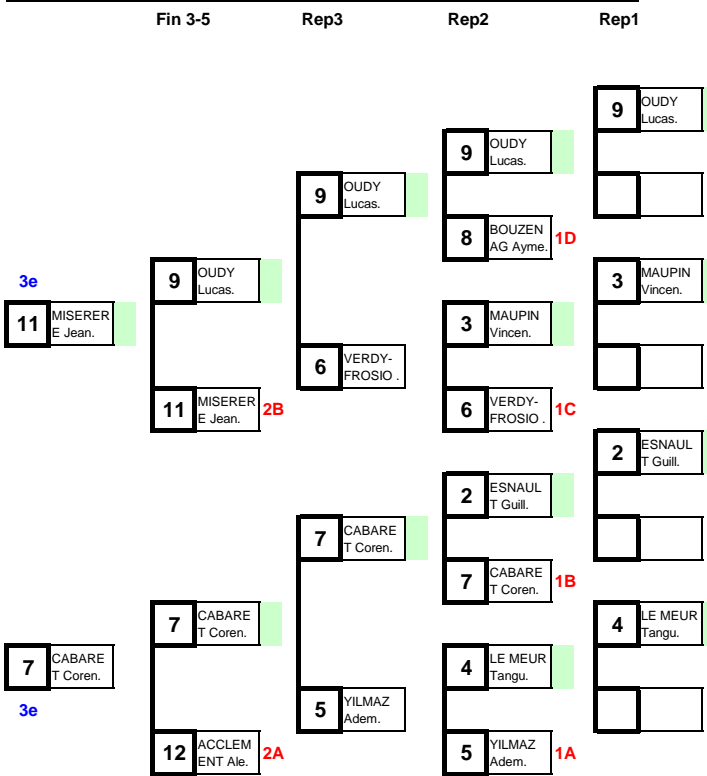 Fin 3-5 Rep3 Rep2 Rep1
9 OUDY
Lucas.
9 OUDY
Lucas.
9 OUDY
Lucas.
8 BOUZEN
AG Ayme. 1D
3e
9 OUDY
Lucas.
3 MAUPIN
Vincen.
11 MISERER
E Jean.
3 MAUPIN
Vincen.
6 VERDY-
FROSIO .
11 MISERER
E Jean. 2B
6 VERDY-
FROSIO . 1C
2 ESNAUL
T Guill.
2 ESNAUL
T Guill.
7 CABARE
T Coren.
7 CABARE
T Coren. 1B
7 CABARE
T Coren.
4 LE MEUR
Tangu.
7 CABARE
T Coren.
4 LE MEUR
Tangu.
3e
5 YILMAZ
Adem.
12 ACCLEM
ENT Ale. 2A
5 YILMAZ
Adem. 1A